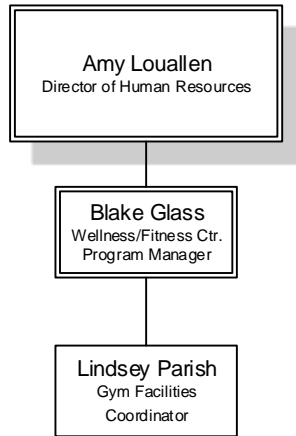 Amy Louallen
Director of Human Resources
Blake Glass
Wellness/Fitness Ctr.
Program Manager
Lindsey Parish
Gym Facilities
Coordinator